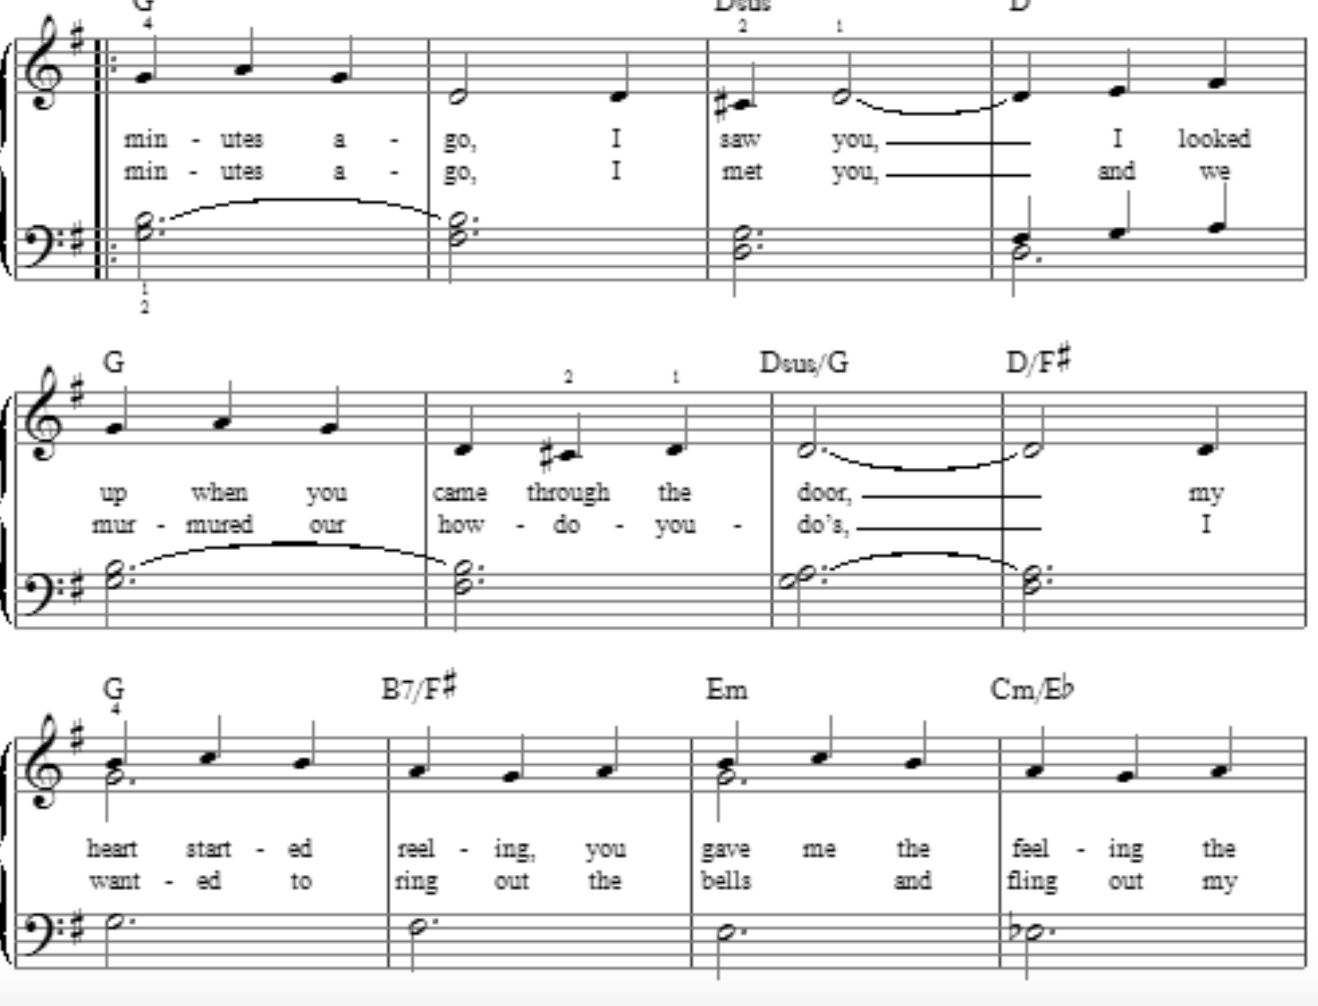 G Dsus D
4 2 1
min - utes a - go, I saw you, I looked
min - utes a - go, I met you, and we
1
2
G Dsus/G D/F♯
2 1
up when you came through the door, my
mur - mured our how - do - you - do's, I
G B7/F♯ Em Cm/E♭
4
heart start - ed reel - ing, you gave me the feel - ing the
want - ed to ring out the bells and fling out my